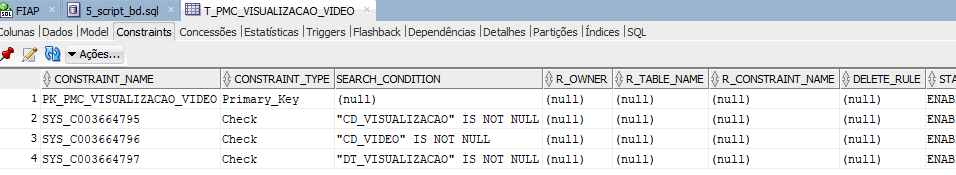 FIAP 5_script_bd.sql T_PMC_VISUALIZACAO_VIDEO
Colunas Dados Model Constraints Concessões Estatísticas Triggers Flashback Dependências Detalhes Partições Índices SQL
Ações...
CONSTRAINT_NAME CONSTRAINT_TYPE SEARCH_CONDITION R_OWNER R_TABLE_NAME R_CONSTRAINT_NAME DELETE_RULE STA
1 PK_PMC_VISUALIZACAO_VIDEO Primary_Key (null) (null) (null) (null) (null) ENAB
2 SYS_C003664795 Check "CD_VISUALIZACAO" IS NOT NULL (null) (null) (null) (null) ENAB
3 SYS_C003664796 Check "CD_VIDEO" IS NOT NULL (null) (null) (null) (null) ENAB
4 SYS_C003664797 Check "DT_VISUALIZACAO" IS NOT NULL (null) (null) (null) (null) ENAB